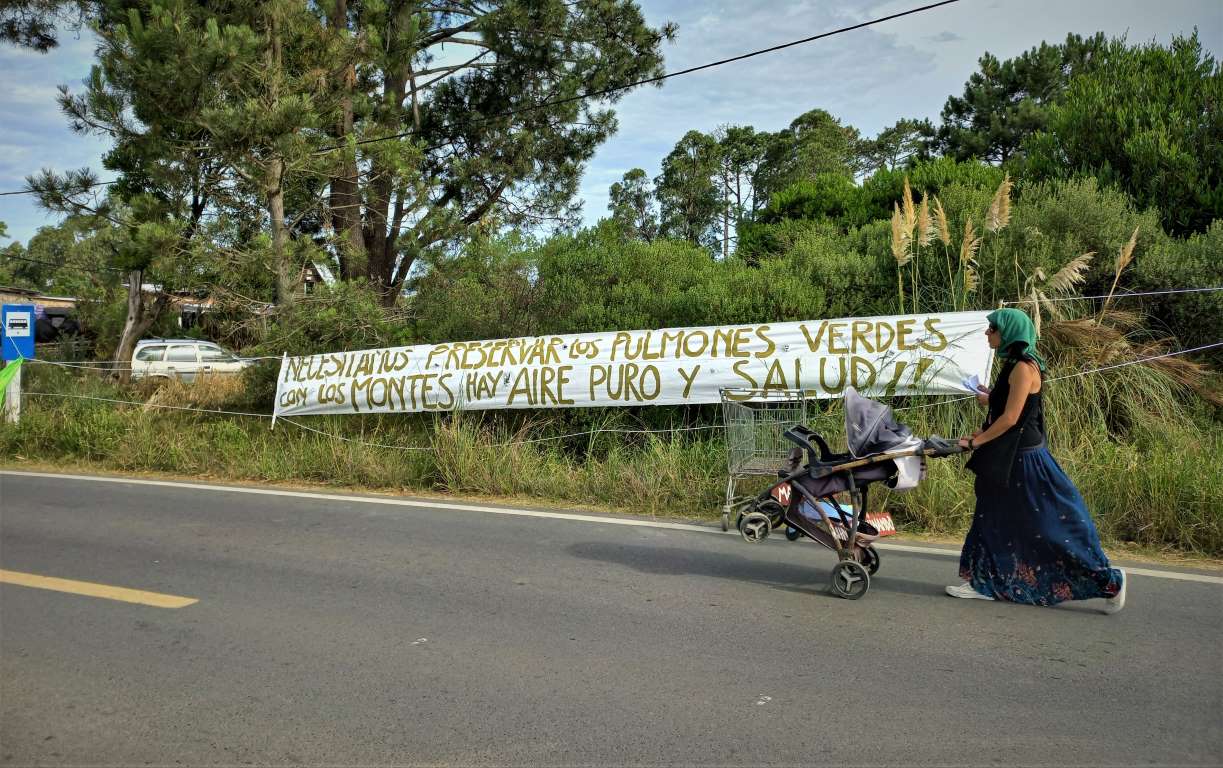 NECESITAMOS PRESERVAR LOS PULMONES VERDES
CON LOS MONTES HAY AIRE PURO Y SALUD!!